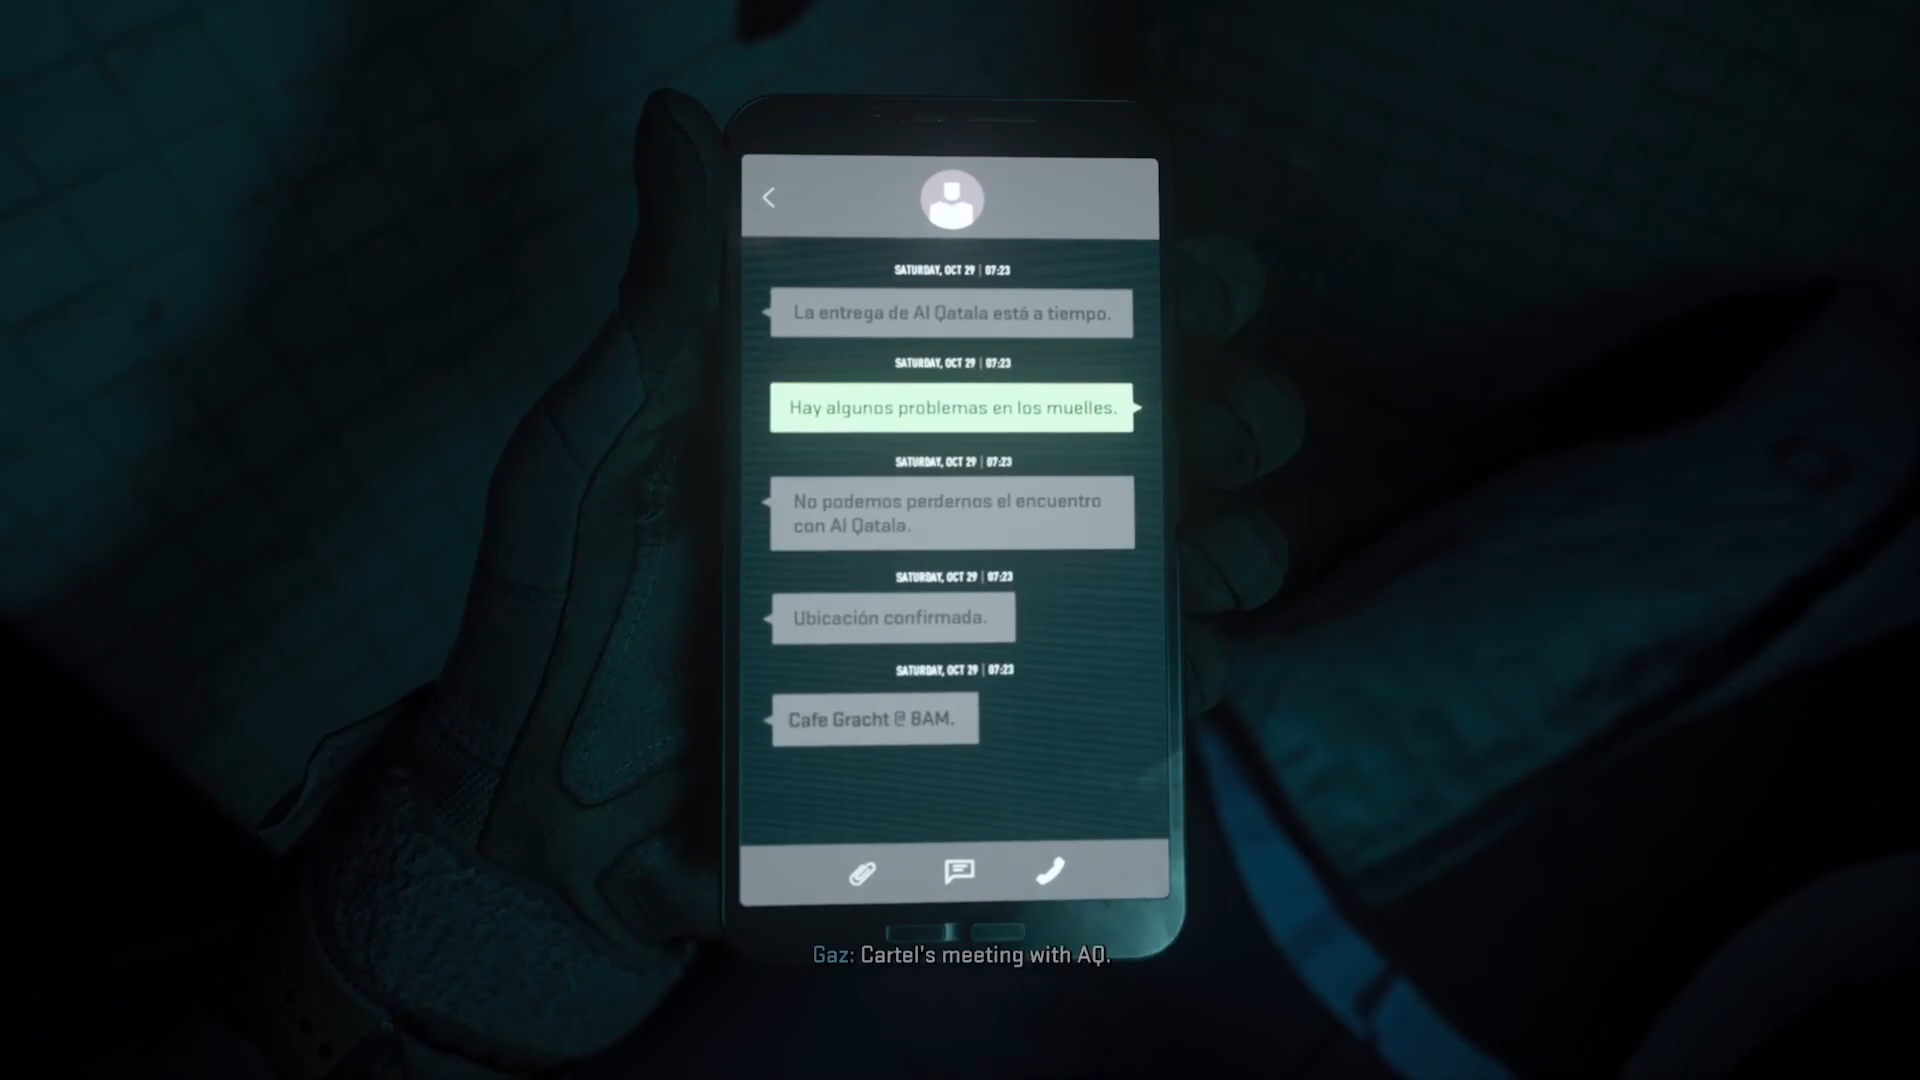 SATURDAY, OCT 29 | 07:23
La entrega de Al Qatala está a tiempo.
SATURDAY, OCT 29 | 07:23
Hay algunos problemas en los muelles.
SATURDAY, OCT 29 | 07:23
No podemos perdernos el encuentro
con Al Qatala.
SATURDAY, OCT 29 | 07:23
Ubicación confirmada.
SATURDAY, OCT 29 | 07:23
Cafe Gracht @ 8AM.
Gaz: Cartel's meeting with AQ.